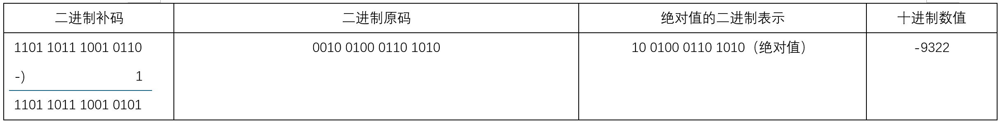 二进制补码 二进制原码 绝对值的二进制表示 十进制数值
1101 1011 1001 0110 0010 0100 0110 1010 10 0100 0110 1010（绝对值） -9322
-) 1
1101 1011 1001 0101